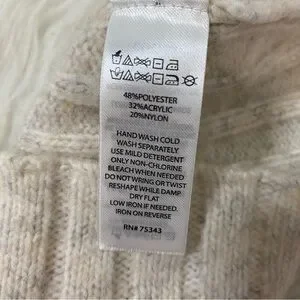 48%POLYESTER
32%ACRYLIC
20%NYLON
HAND WASH COLD
WASH SEPARATELY.
USE MILD DETERGENT
ONLY NON-CHLORINE
BLEACH WHEN NEEDED
DO NOT WRING OR TWIST
RESHAPE WHILE DAMP
DRY FLAT
LOW IRON IF NEEDED.
IRON ON REVERSE
RN# 75343